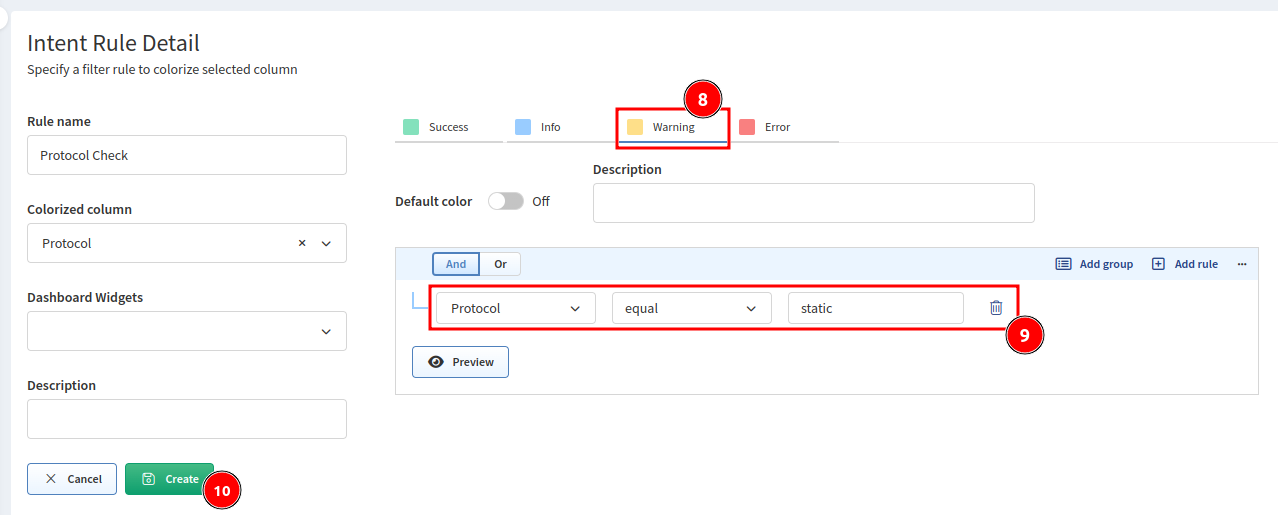 Intent Rule Detail
Specify a filter rule to colorize selected column
Rule name
Protocol Check
Colorized column
Protocol
Dashboard Widgets
Description
Cancel
Create
10
8
Success
Info
Warning
Error
Default color
Off
Description
And
Or
Add group
Add rule
Protocol
equal
static
9
Preview